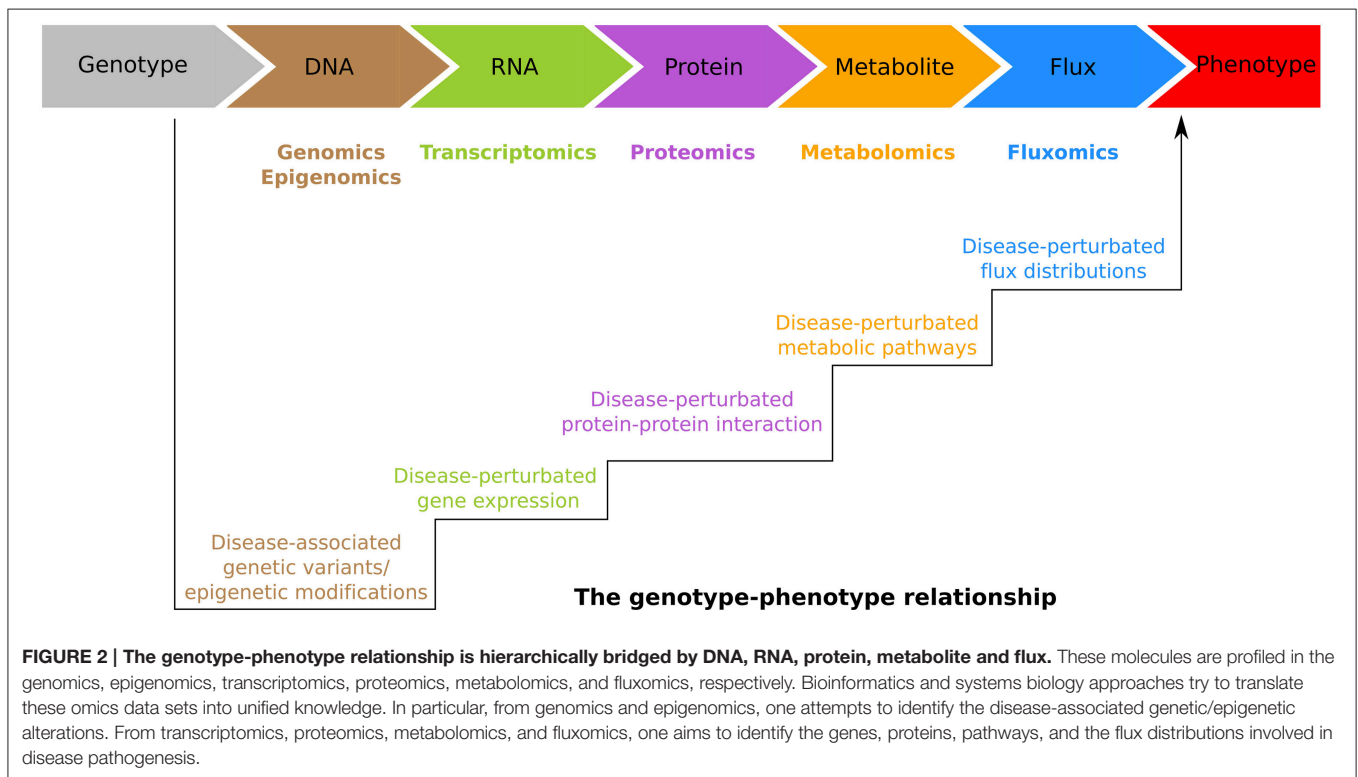 Genotype DNA RNA Protein Metabolite Flux Phenotype
Genomics Transcriptomics Proteomics Metabolomics Fluxomics
Epigenomics
Disease-perturbated
flux distributions
Disease-perturbated
metabolic pathways
Disease-perturbated
protein-protein interaction
Disease-perturbated
gene expression
Disease-associated
genetic variants/
epigenetic modifications
The genotype-phenotype relationship
FIGURE 2 | The genotype-phenotype relationship is hierarchically bridged by DNA, RNA, protein, metabolite and flux. These molecules are profiled in the
genomics, epigenomics, transcriptomics, proteomics, metabolomics, and fluxomics, respectively. Bioinformatics and systems biology approaches try to translate
these omics data sets into unified knowledge. In particular, from genomics and epigenomics, one attempts to identify the disease-associated genetic/epigenetic
alterations. From transcriptomics, proteomics, metabolomics, and fluxomics, one aims to identify the genes, proteins, pathways, and the flux distributions involved in
disease pathogenesis.